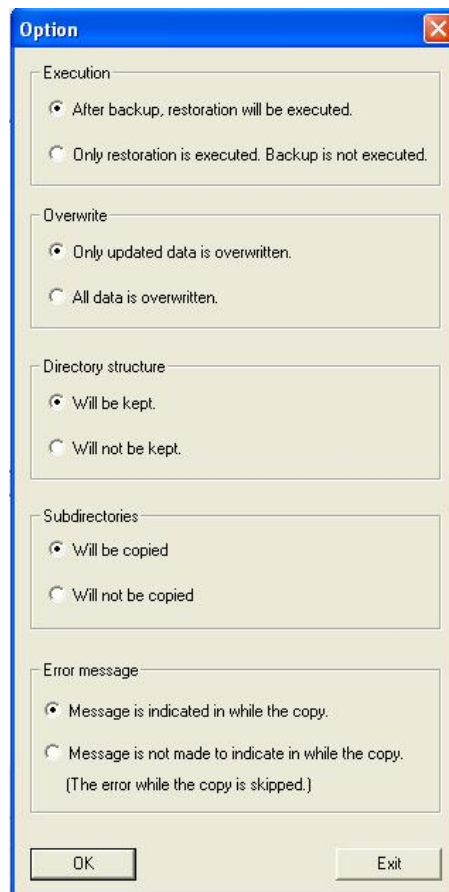 Option
Execution
After backup, restoration will be executed.
Only restoration is executed. Backup is not executed.
Overwrite
Only updated data is overwritten.
All data is overwritten.
Directory structure
Will be kept.
Will not be kept.
Subdirectories
Will be copied
Will not be copied
Error message
Message is indicated in while the copy.
Message is not made to indicate in while the copy.
(The error while the copy is skipped.)
OK
Exit